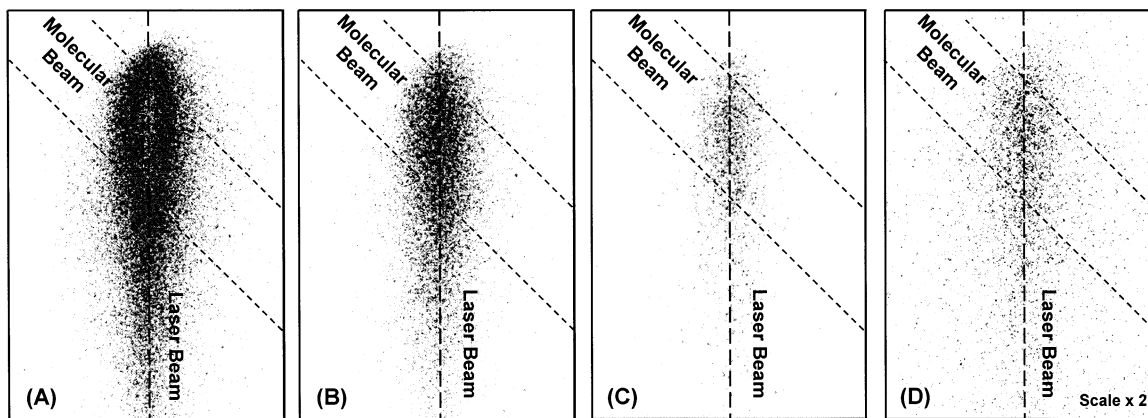 Molecular
Beam
Laser Beam
(A)
Molecular
Beam
Laser Beam
(B)
Molecular
Beam
Laser Beam
(C)
Molecular
Beam
Laser Beam
(D)
Scale x 2